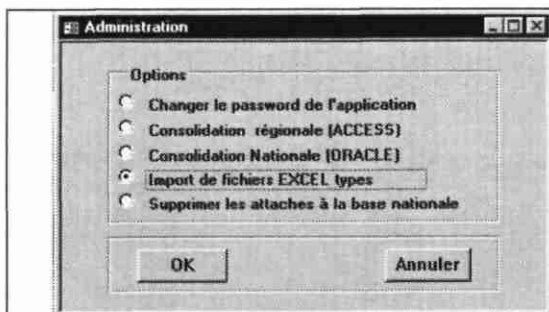 Administration
Options
Changer le password de l'application
Consolidation régionale (ACCESS)
Consolidation Nationale (ORACLE)
Import de fichiers EXCEL types
Supprimer les attaches à la base nationale
OK
Annuler